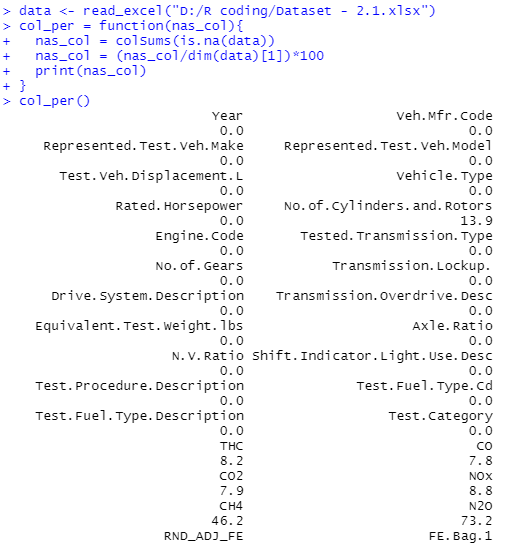 > data <- read_excel("D:/R coding/Dataset - 2.1.xlsx")
> col_per = function(nas_col){
+   nas_col = colSums(is.na(data))
+   nas_col = (nas_col/dim(data)[1])*100
+   print(nas_col)
+ }
> col_per()
Year Veh.Mfr.Code
0.0 0.0
Represented.Test.Veh.Make Represented.Test.Veh.Model
0.0 0.0
Test.Veh.Displacement.L Vehicle.Type
0.0 0.0
Rated.Horsepower No.of.Cylinders.and.Rotors
0.0 13.9
Engine.Code Tested.Transmission.Type
0.0 0.0
No.of.Gears Transmission.Lockup.
0.0 0.0
Drive.System.Description Transmission.Overdrive.Desc
0.0 0.0
Equivalent.Test.Weight.lbs Axle.Ratio
0.0 0.0
N.V.Ratio Shift.Indicator.Light.Use.Desc
0.0 0.0
Test.Procedure.Description Test.Fuel.Type.Cd
0.0 0.0
Test.Fuel.Type.Description Test.Category
0.0 0.0
THC CO
8.2 7.8
CO2 NOx
7.9 8.8
CH4 N2O
46.2 73.2
RND_ADJ_FE FE.Bag.1